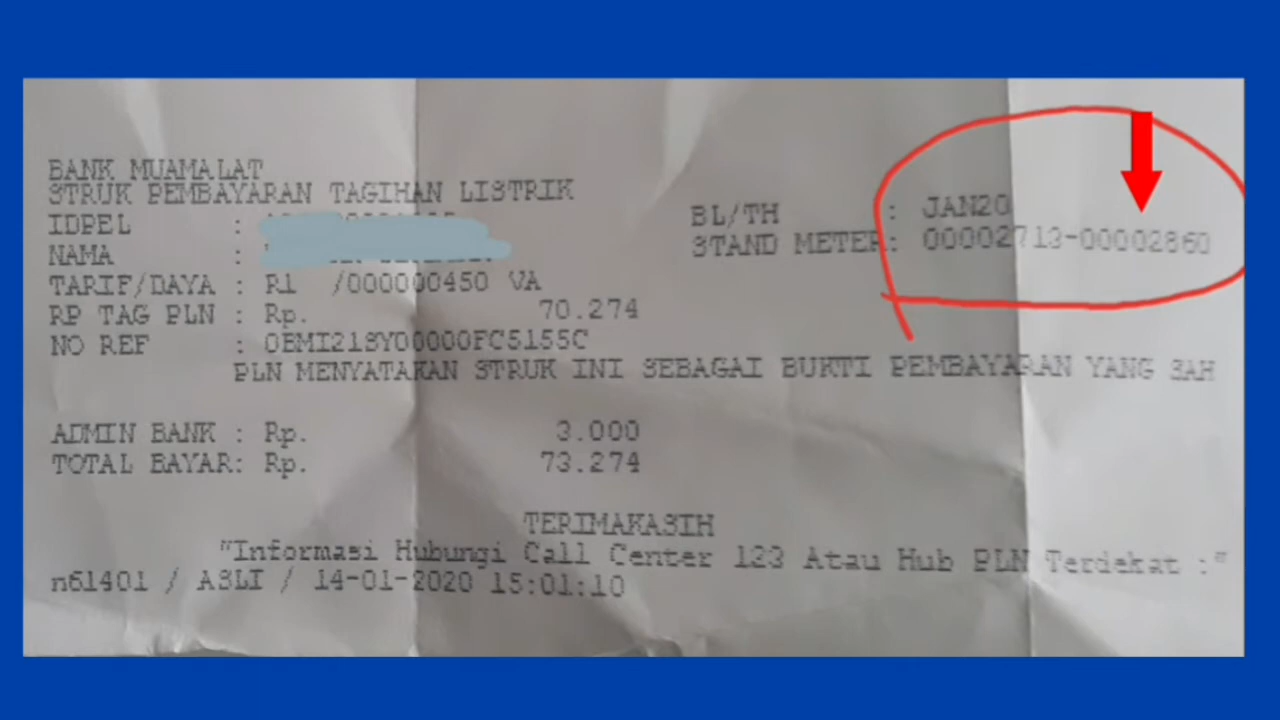 BANK MUAMALAT
STRUK PEMBAYARAN TAGIHAN LISTRIK
IDPEL :
BL/TH : JAN20
NAMA :
STAND METER: 00002713-00002860
TARIF/DAYA : R1 /000000450 VA
RP TAG PLN : Rp. 70.274
NO REF : 0BMI21SY00000FC5155C
PLN MENYATAKAN STRUK INI SEBAGAI BUKTI PEMBAYARAN YANG SAH
ADMIN BANK : Rp. 3.000
TOTAL BAYAR: Rp. 73.274
TERIMAKASIH
"Informasi Hubungi Call Center 123 Atau Hub PLN Terdekat :"
n61401 / ASLI / 14-01-2020 15:01:10